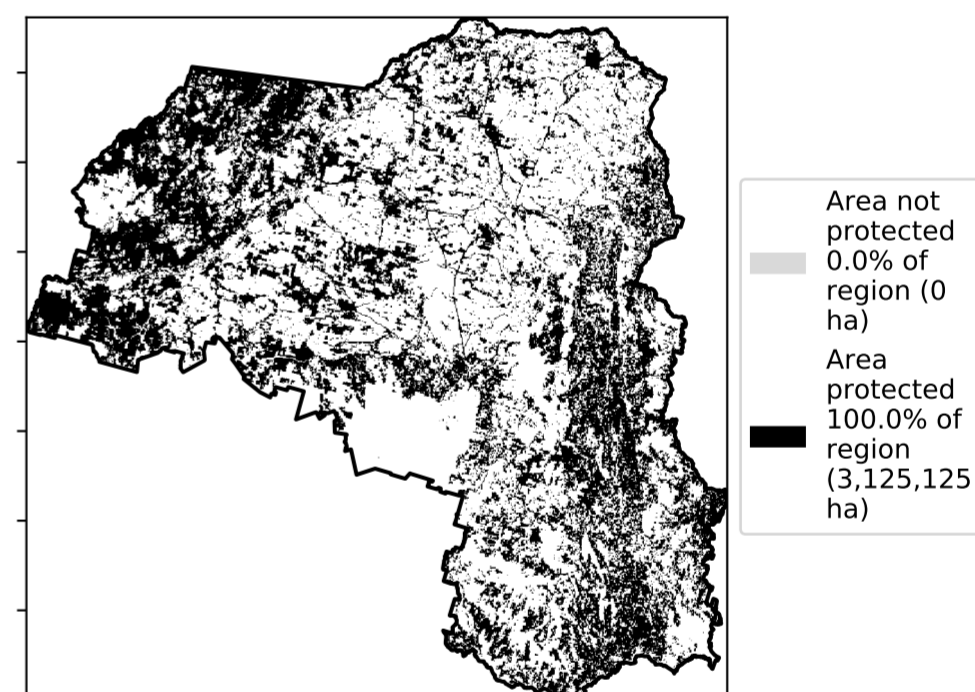 Area not
protected
0.0% of
region (0
ha)
Area
protected
100.0% of
region
(3,125,125
ha)